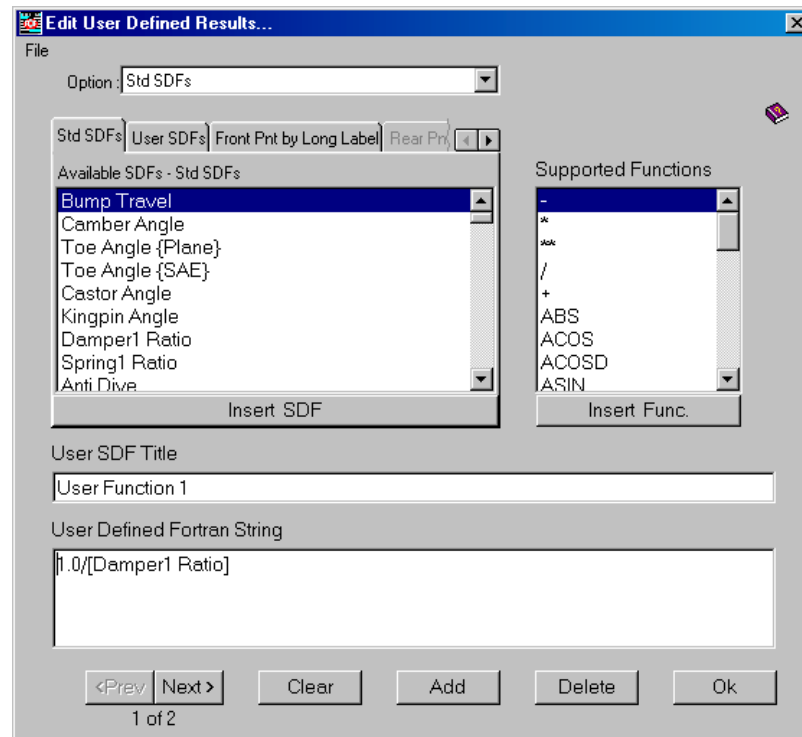 Edit User Defined Results...
File
Option : Std SDFs
Std SDFs User SDFs Front Pnt by Long Label Rear Pn
Available SDFs - Std SDFs
Bump Travel
Camber Angle
Toe Angle {Plane}
Toe Angle {SAE}
Castor Angle
Kingpin Angle
Damper1 Ratio
Spring1 Ratio
Anti Dive
Insert SDF
Supported Functions
-
*
**
/
+
ABS
ACOS
ACOSD
ASIN
Insert Func.
User SDF Title
User Function 1
User Defined Fortran String
1.0/[Damper1 Ratio]
<Prev Next> Clear Add Delete Ok
1 of 2